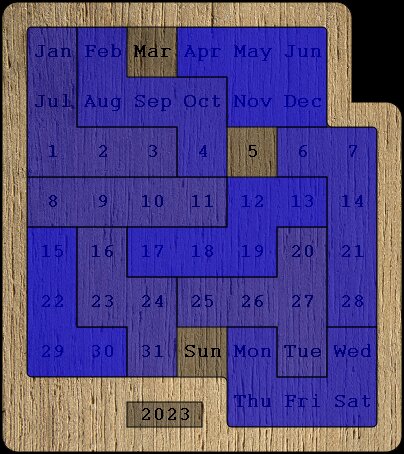 Jan Feb Mar Apr May Jun
Jul Aug Sep Oct Nov Dec
1 2 3 4 5 6 7
8 9 10 11 12 13 14
15 16 17 18 19 20 21
22 23 24 25 26 27 28
29 30 31 Sun Mon Tue Wed
Thu Fri Sat
2023